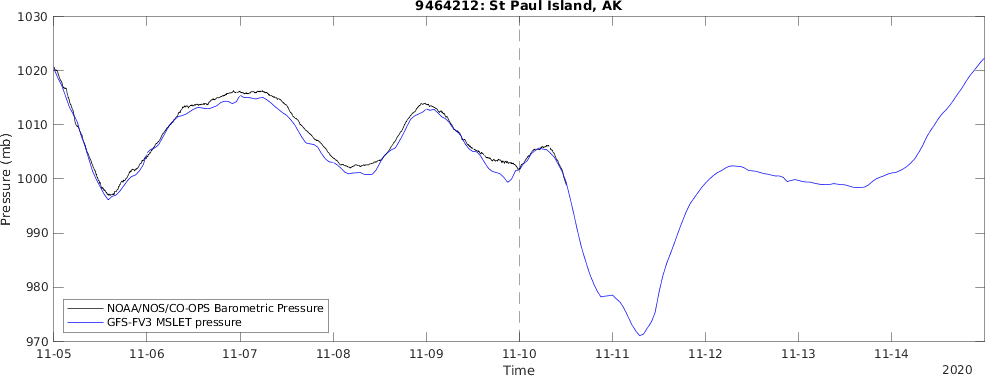 9464212: St Paul Island, AK
Pressure (mb)
1030
1020
1010
1000
990
980
970
NOAA/NOS/CO-OPS Barometric Pressure
GFS-FV3 MSLET pressure
11-05 11-06 11-07 11-08 11-09 11-10 11-11 11-12 11-13 11-14
Time
2020